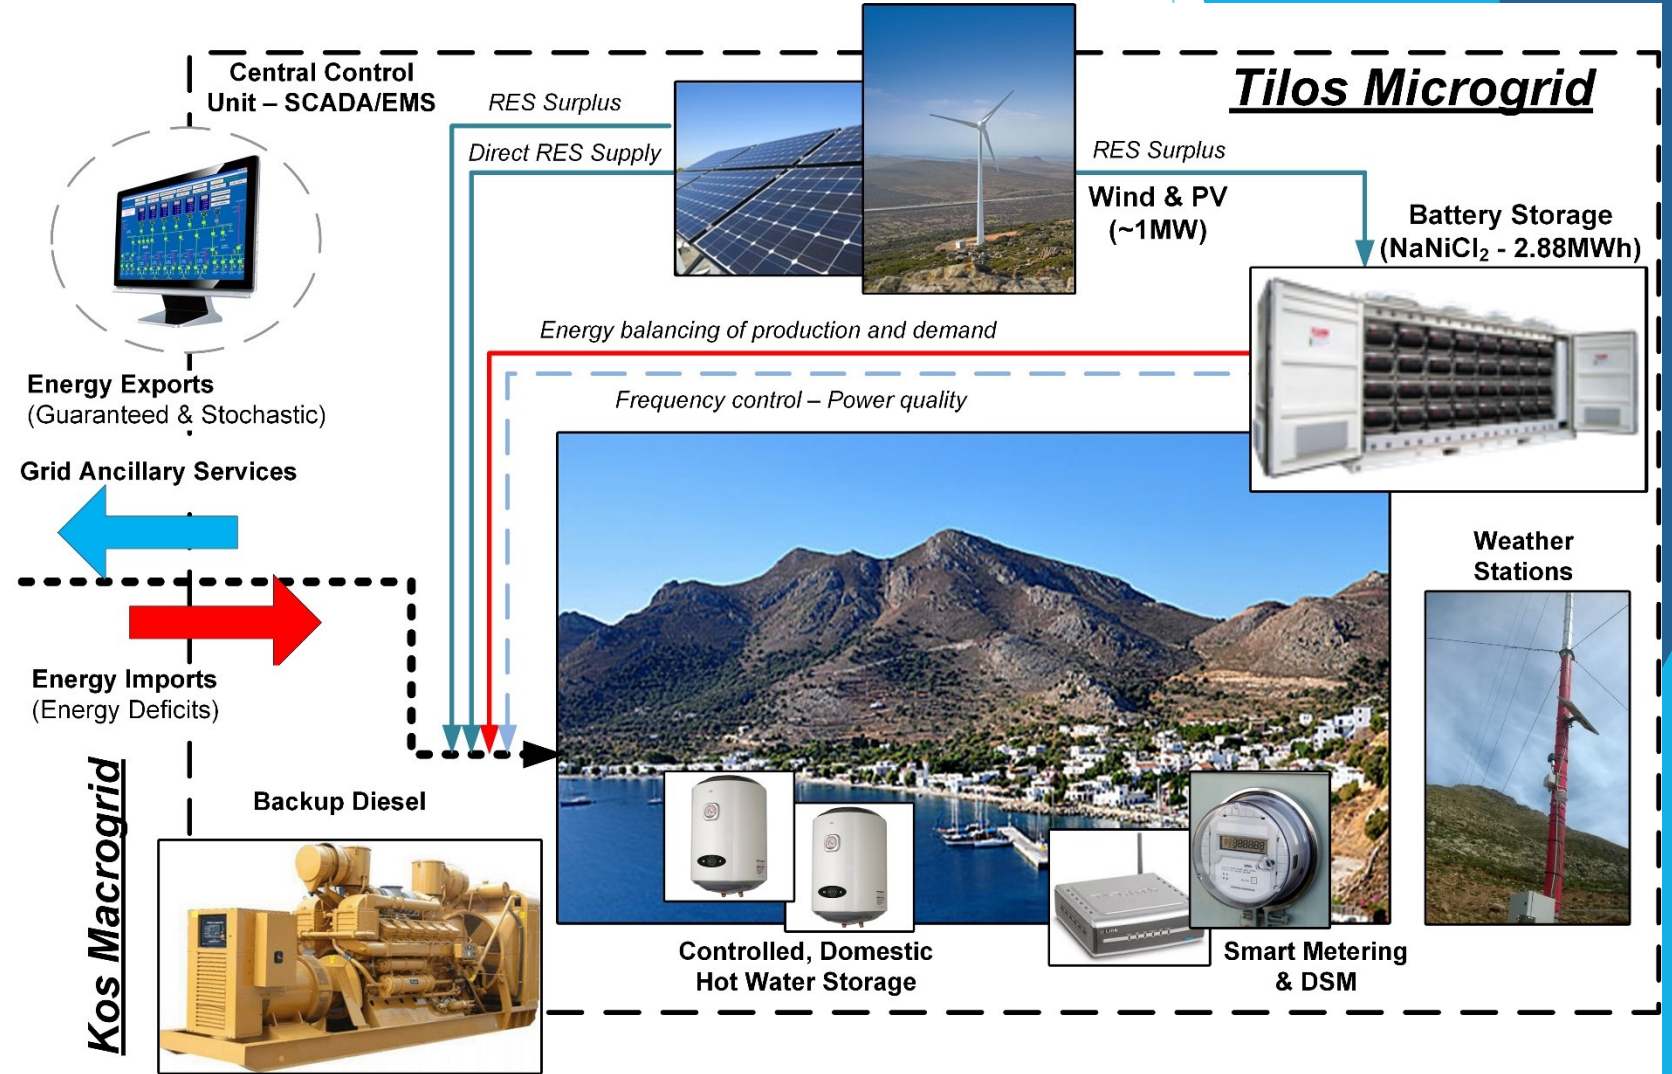 Tilos Microgrid
Central Control
Unit – SCADA/EMS
RES Surplus
Direct RES Supply
RES Surplus
Wind & PV
(~1MW)
Battery Storage
(NaNiCl₂ - 2.88MWh)
Energy balancing of production and demand
Frequency control – Power quality
Energy Exports
(Guaranteed & Stochastic)
Grid Ancillary Services
Energy Imports
(Energy Deficits)
Kos Macrogrid
Backup Diesel
Weather
Stations
Controlled, Domestic
Hot Water Storage
Smart Metering
& DSM